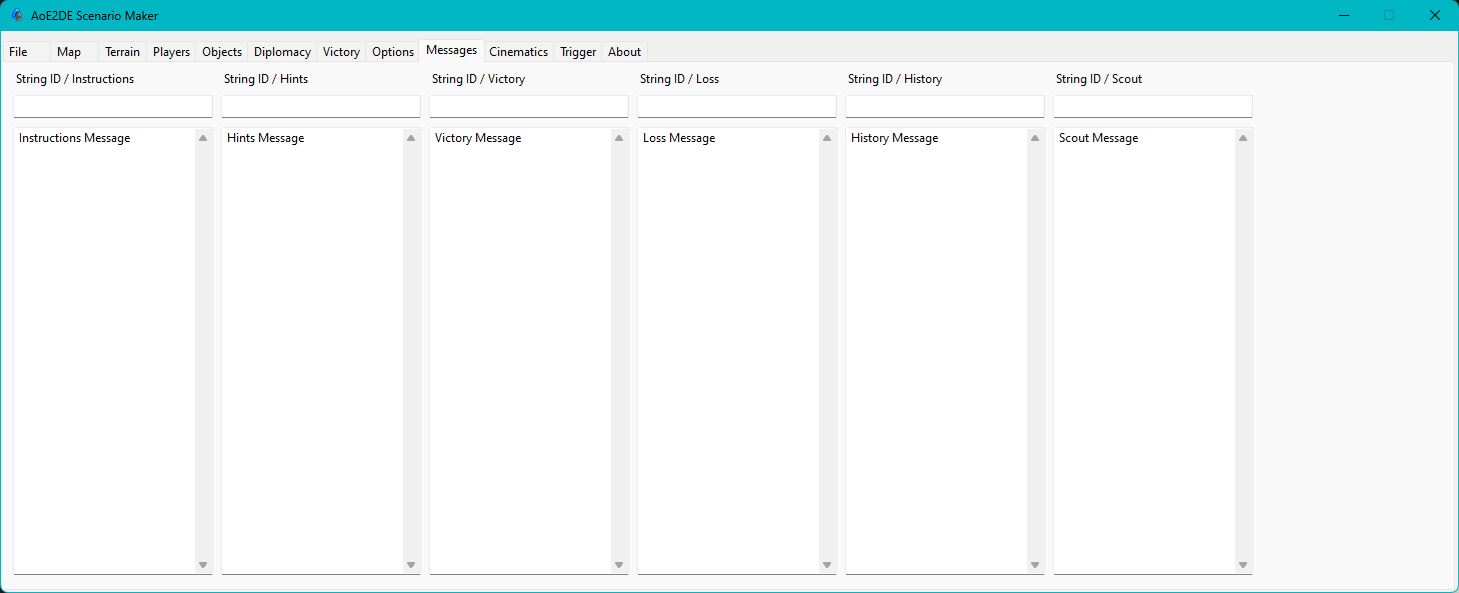 AoE2DE Scenario Maker
File Map Terrain Players Objects Diplomacy Victory Options Messages Cinematics Trigger About
String ID / Instructions String ID / Hints String ID / Victory String ID / Loss String ID / History String ID / Scout
Instructions Message Hints Message Victory Message Loss Message History Message Scout Message